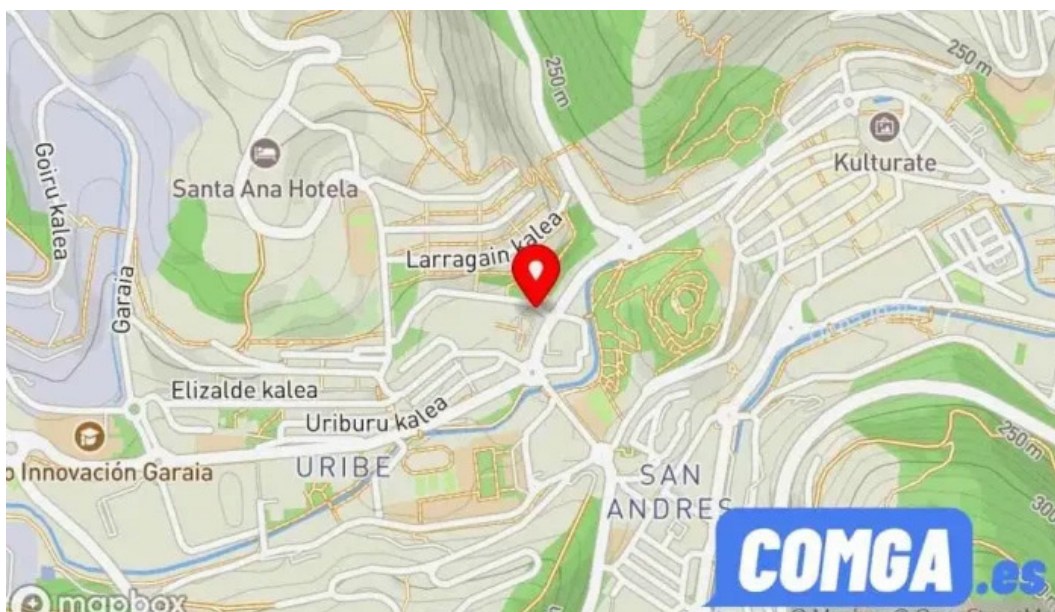 250 m
250 m
Goiru kalea
Santa Ana Hotela
Kulturate
Larragain kalea
Garaia
Elizalde kalea
Uriburu kalea
o Innovación Garaia
URIBE
SAN
ANDRES
250 m
300
COMGA.es
mapbox